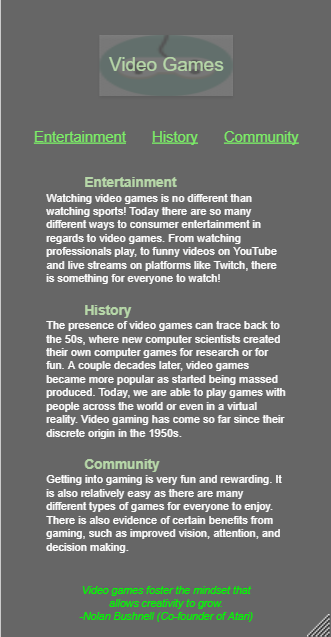 Video Games
Entertainment History Community
Entertainment
Watching video games is no different than
watching sports! Today there are so many
different ways to consumer entertainment in
regards to video games. From watching
professionals play, to funny videos on YouTube
and live streams on platforms like Twitch, there
is something for everyone to watch!
History
The presence of video games can trace back to
the 50s, where new computer scientists created
their own computer games for research or for
fun. A couple decades later, video games
became more popular as started being massed
produced. Today, we are able to play games with
people across the world or even in a virtual
reality. Video gaming has come so far since their
discrete origin in the 1950s.
Community
Getting into gaming is very fun and rewarding. It
is also relatively easy as there are many
different types of games for everyone to enjoy.
There is also evidence of certain benefits from
gaming, such as improved vision, attention, and
decision making.
Video games foster the mindset that
allows creativity to grow.
-Nolan Bushnell (Co-founder of Atari)